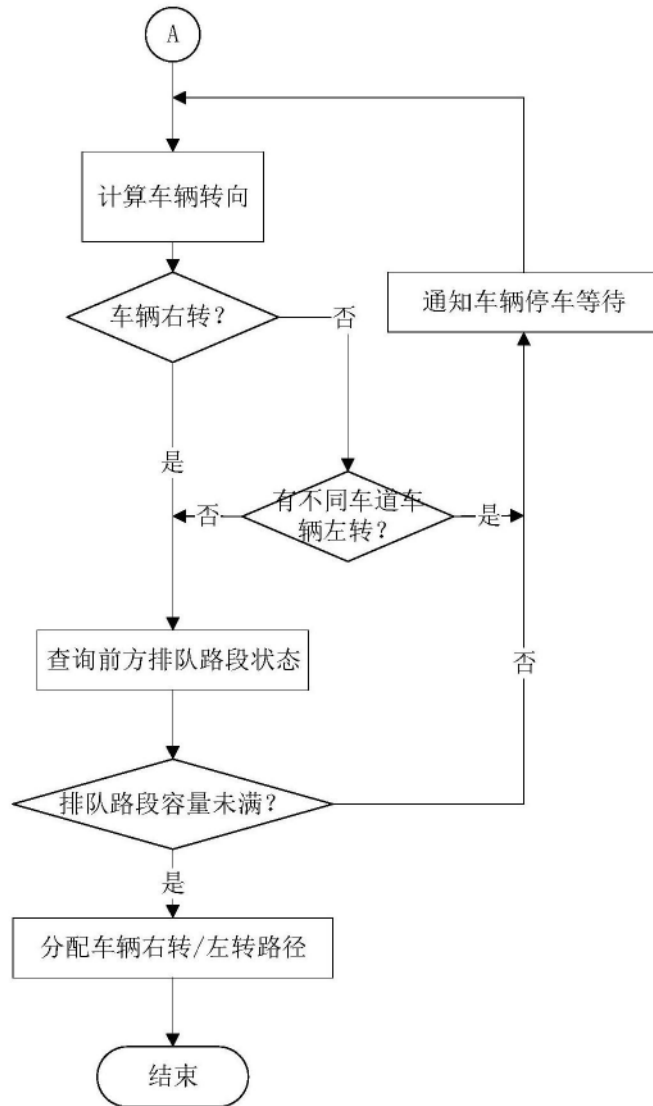 A
计算车辆转向
通知车辆停车等待
车辆右转？
否
是
有不同车道车
辆左转？
否
是
查询前方排队路段状态
否
排队路段容量未满？
是
分配车辆右转/左转路径
结束